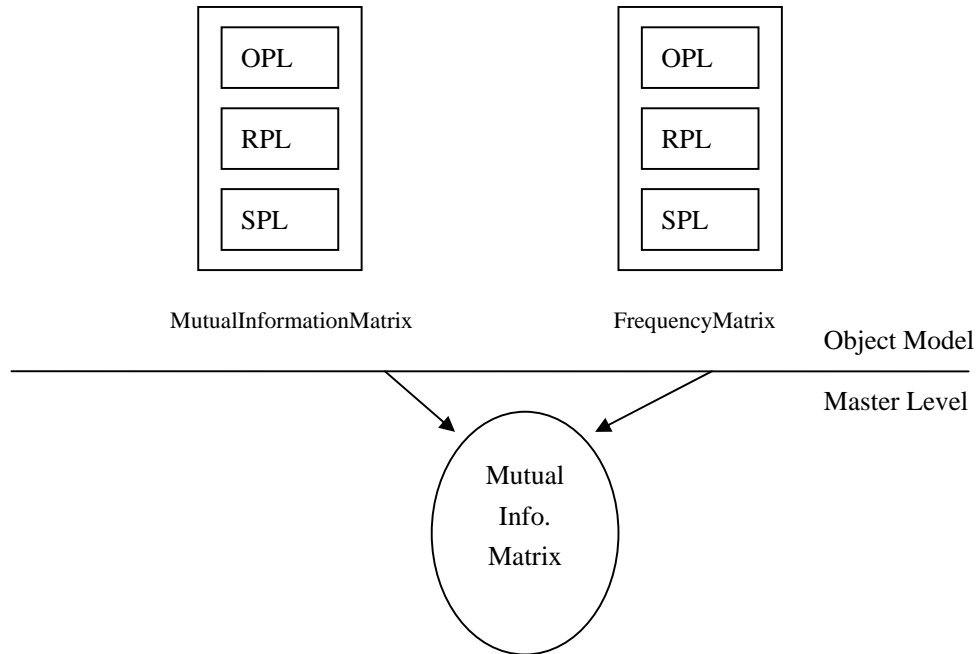 OPL
RPL
SPL
MutualInformationMatrix
OPL
RPL
SPL
FrequencyMatrix
Object Model
Master Level
Mutual
Info.
Matrix